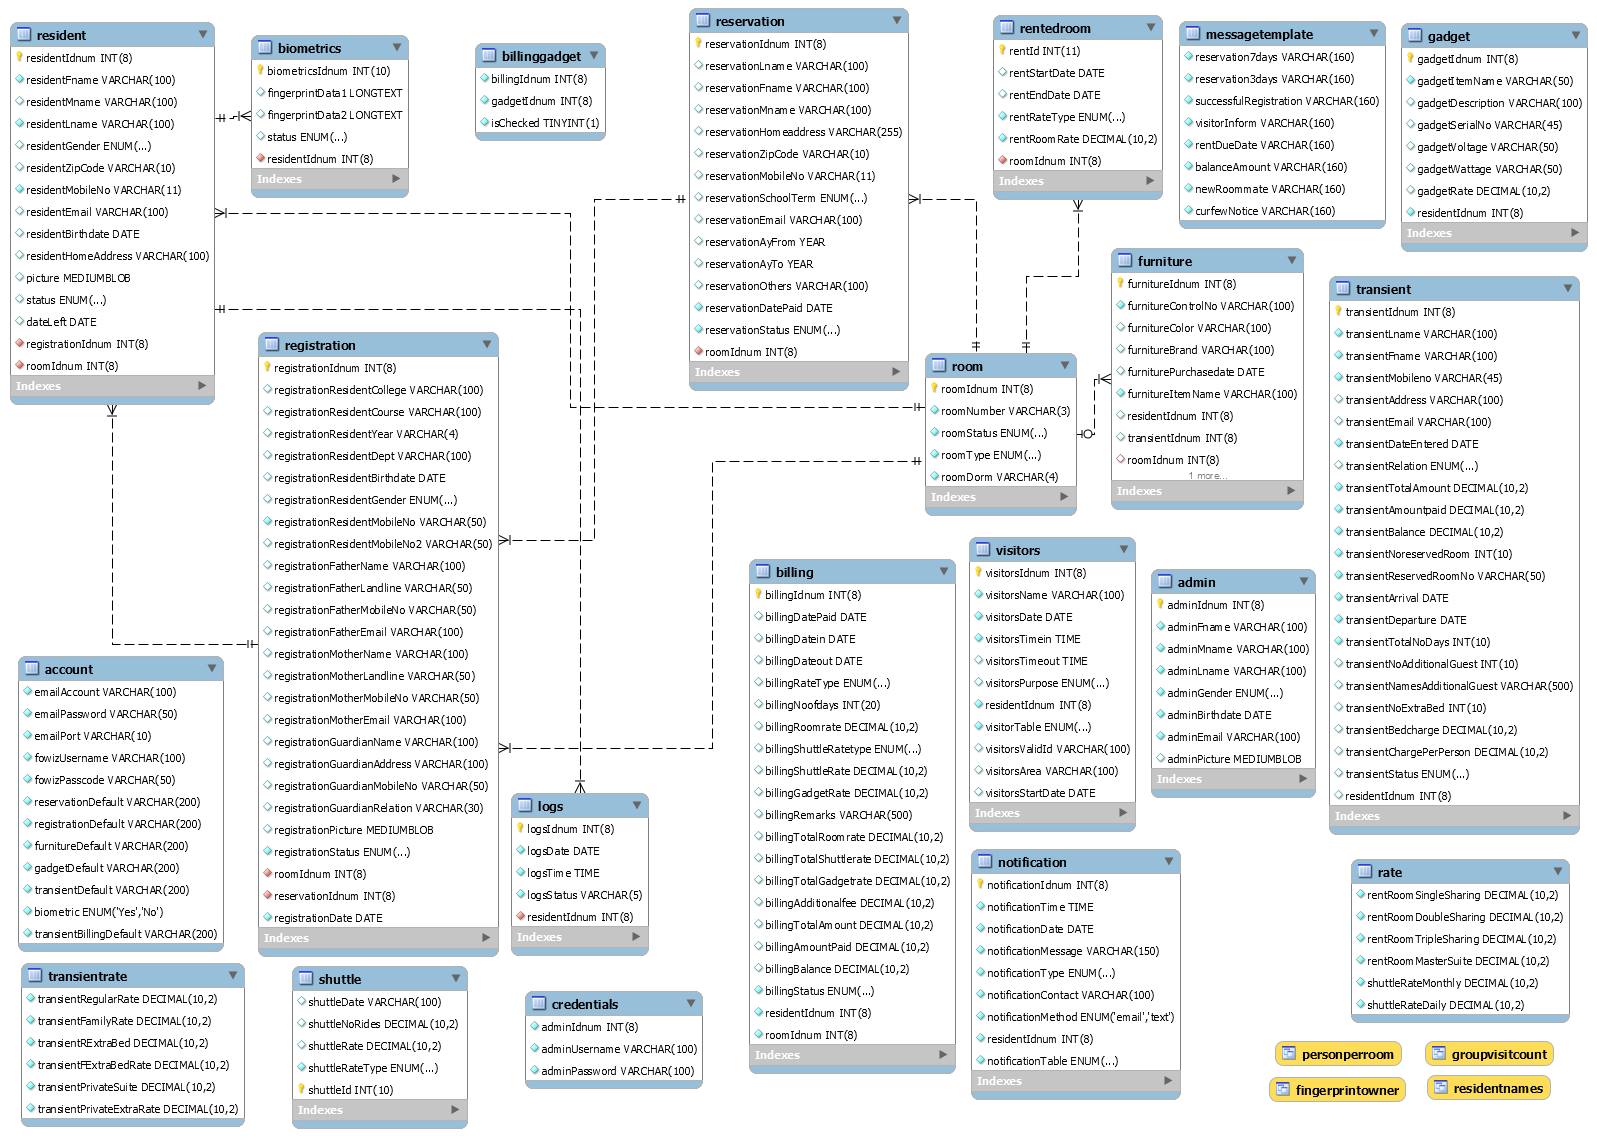 resident
residentIdnum INT(8)
residentFname VARCHAR(100)
residentMname VARCHAR(100)
residentLname VARCHAR(100)
residentGender ENUM(...)
residentZipCode VARCHAR(10)
residentMobileNo VARCHAR(11)
residentEmail VARCHAR(100)
residentBirthdate DATE
residentHomeAddress VARCHAR(100)
picture MEDIUMBLOB
status ENUM(...)
dateLeft DATE
registrationIdnum INT(8)
roomIdnum INT(8)
Indexes
biometrics
biometricsIdnum INT(10)
fingerprintData1 LONGTEXT
fingerprintData2 LONGTEXT
status ENUM(...)
residentIdnum INT(8)
Indexes
billinggadget
billingIdnum INT(8)
gadgetIdnum INT(8)
isChecked TINYINT(1)
reservation
reservationIdnum INT(8)
reservationLname VARCHAR(100)
reservationFname VARCHAR(100)
reservationMname VARCHAR(100)
reservationHomeaddress VARCHAR(255)
reservationZipCode VARCHAR(10)
reservationMobileNo VARCHAR(11)
reservationSchoolTerm ENUM(...)
reservationEmail VARCHAR(100)
reservationAyFrom YEAR
reservationAyTo YEAR
reservationOthers VARCHAR(100)
reservationDatePaid DATE
reservationStatus ENUM(...)
roomIdnum INT(8)
Indexes
rentedroom
rentId INT(11)
rentStartDate DATE
rentEndDate DATE
rentRateType ENUM(...)
rentRoomRate DECIMAL(10,2)
roomIdnum INT(8)
Indexes
messagetemplate
reservation7days VARCHAR(160)
reservation3days VARCHAR(160)
successfulRegistration VARCHAR(160)
visitorInform VARCHAR(160)
rentDueDate VARCHAR(160)
balanceAmount VARCHAR(160)
newRoommate VARCHAR(160)
curfewNotice VARCHAR(160)
gadget
gadgetIdnum INT(8)
gadgetItemName VARCHAR(50)
gadgetDescription VARCHAR(100)
gadgetSerialNo VARCHAR(45)
gadgetVoltage VARCHAR(50)
gadgetWattage VARCHAR(50)
gadgetRate DECIMAL(10,2)
residentIdnum INT(8)
Indexes
furniture
furnitureIdnum INT(8)
furnitureControlNo VARCHAR(100)
furnitureColor VARCHAR(100)
furnitureBrand VARCHAR(100)
furniturePurchasedate DATE
furnitureItemName VARCHAR(100)
residentIdnum INT(8)
transientIdnum INT(8)
roomIdnum INT(8)
1 more...
Indexes
transient
transientIdnum INT(8)
transientLname VARCHAR(100)
transientFname VARCHAR(100)
transientMobileno VARCHAR(45)
transientAddress VARCHAR(100)
transientEmail VARCHAR(100)
transientDateEntered DATE
transientRelation ENUM(...)
transientTotalAmount DECIMAL(10,2)
transientAmountpaid DECIMAL(10,2)
transientBalance DECIMAL(10,2)
transientNoreservedRoom INT(10)
transientReservedRoomNo VARCHAR(50)
transientArrival DATE
transientDeparture DATE
transientTotalNoDays INT(10)
transientNoAdditionalGuest INT(10)
transientNamesAdditionalGuest VARCHAR(500)
transientNoExtraBed INT(10)
transientBedcharge DECIMAL(10,2)
transientChargePerPerson DECIMAL(10,2)
transientStatus ENUM(...)
residentIdnum INT(8)
Indexes
registration
registrationIdnum INT(8)
registrationResidentCollege VARCHAR(100)
registrationResidentCourse VARCHAR(100)
registrationResidentYear VARCHAR(4)
registrationResidentDept VARCHAR(100)
registrationResidentBirthdate DATE
registrationResidentGender ENUM(...)
registrationResidentMobileNo VARCHAR(50)
registrationResidentMobileNo2 VARCHAR(50)
registrationFatherName VARCHAR(100)
registrationFatherLandline VARCHAR(50)
registrationFatherMobileNo VARCHAR(50)
registrationFatherEmail VARCHAR(100)
registrationMotherName VARCHAR(100)
registrationMotherLandline VARCHAR(50)
registrationMotherMobileNo VARCHAR(50)
registrationMotherEmail VARCHAR(100)
registrationGuardianName VARCHAR(100)
registrationGuardianAddress VARCHAR(100)
registrationGuardianMobileNo VARCHAR(50)
registrationGuardianRelation VARCHAR(30)
registrationPicture MEDIUMBLOB
registrationStatus ENUM(...)
roomIdnum INT(8)
reservationIdnum INT(8)
registrationDate DATE
Indexes
room
roomIdnum INT(8)
roomNumber VARCHAR(3)
roomStatus ENUM(...)
roomType ENUM(...)
roomDorm VARCHAR(4)
Indexes
billing
billingIdnum INT(8)
billingDatePaid DATE
billingDatein DATE
billingDateout DATE
billingRateType ENUM(...)
billingNoofdays INT(20)
billingRoomrate DECIMAL(10,2)
billingShuttleRatetype ENUM(...)
billingShuttleRate DECIMAL(10,2)
billingGadgetRate DECIMAL(10,2)
billingRemarks VARCHAR(500)
billingTotalRoomrate DECIMAL(10,2)
billingTotalShuttlerate DECIMAL(10,2)
billingTotalGadgetrate DECIMAL(10,2)
billingAdditionalfee DECIMAL(10,2)
billingTotalAmount DECIMAL(10,2)
billingAmountPaid DECIMAL(10,2)
billingBalance DECIMAL(10,2)
billingStatus ENUM(...)
residentIdnum INT(8)
roomIdnum INT(8)
Indexes
visitors
visitorsIdnum INT(8)
visitorsName VARCHAR(100)
visitorsDate DATE
visitorsTimein TIME
visitorsTimeout TIME
visitorsPurpose ENUM(...)
residentIdnum INT(8)
visitorTable ENUM(...)
visitorsValidId VARCHAR(100)
visitorsArea VARCHAR(100)
visitorsStartDate DATE
Indexes
admin
adminIdnum INT(8)
adminFname VARCHAR(100)
adminMname VARCHAR(100)
adminLname VARCHAR(100)
adminGender ENUM(...)
adminBirthdate DATE
adminEmail VARCHAR(100)
adminPicture MEDIUMBLOB
Indexes
account
emailAccount VARCHAR(100)
emailPassword VARCHAR(50)
emailPort VARCHAR(10)
fowizUsername VARCHAR(100)
fowizPasscode VARCHAR(50)
reservationDefault VARCHAR(200)
registrationDefault VARCHAR(200)
furnitureDefault VARCHAR(200)
gadgetDefault VARCHAR(200)
transientDefault VARCHAR(200)
biometric ENUM('Yes','No')
transientBillingDefault VARCHAR(200)
logs
logsIdnum INT(8)
logsDate DATE
logsTime TIME
logsStatus VARCHAR(5)
residentIdnum INT(8)
Indexes
notification
notificationIdnum INT(8)
notificationTime TIME
notificationDate DATE
notificationMessage VARCHAR(150)
notificationType ENUM(...)
notificationContact VARCHAR(100)
notificationMethod ENUM('email','text')
residentIdnum INT(8)
notificationTable ENUM(...)
Indexes
rate
rentRoomSingleSharing DECIMAL(10,2)
rentRoomDoubleSharing DECIMAL(10,2)
rentRoomTripleSharing DECIMAL(10,2)
rentRoomMasterSuite DECIMAL(10,2)
shuttleRateMonthly DECIMAL(10,2)
shuttleRateDaily DECIMAL(10,2)
transientrate
transientRegularRate DECIMAL(10,2)
transientFamilyRate DECIMAL(10,2)
transientRExtraBed DECIMAL(10,2)
transientFExtraBedRate DECIMAL(10,2)
transientPrivateSuite DECIMAL(10,2)
transientPrivateExtraRate DECIMAL(10,2)
shuttle
shuttleDate VARCHAR(100)
shuttleNoRides DECIMAL(10,2)
shuttleRate DECIMAL(10,2)
shuttleRateType ENUM(...)
shuttleId INT(10)
Indexes
credentials
adminIdnum INT(8)
adminUsername VARCHAR(100)
adminPassword VARCHAR(100)
personperroom
groupvisitcount
fingerprintowner
residentnames